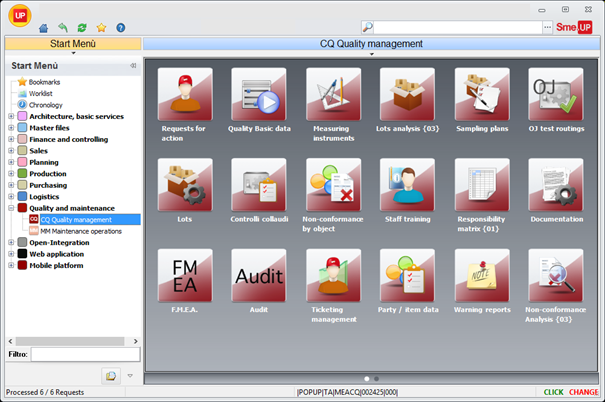 UP
Sme.UP
Start Menù
CQ Quality management
Start Menù
Bookmarks
Worklist
Chronology
Architecture, basic services
Master files
Finance and controlling
Sales
Planning
Production
Purchasing
Logistics
Quality and maintenance
CQ CQ Quality management
MM MM Maintenance operations
Open-Integration
Web application
Mobile platform
Filtro:
Requests for
action
Quality Basic data
Measuring
instruments
Lots analysis (03)
Sampling plans
OJ
OJ test routings
Lots
Controlli collaudi
Non-conformance
by object
Staff training
Responsibility
matrix (01)
Documentation
FM
EA
F.M.E.A.
Audit
Audit
Ticketing
management
Party / item data
NOTE
Warning reports
Non-conformance
Analysis (03)
Processed 6 / 6 Requests
|POPUP|TA|MEACQ|002425|000|
CLICK CHANGE